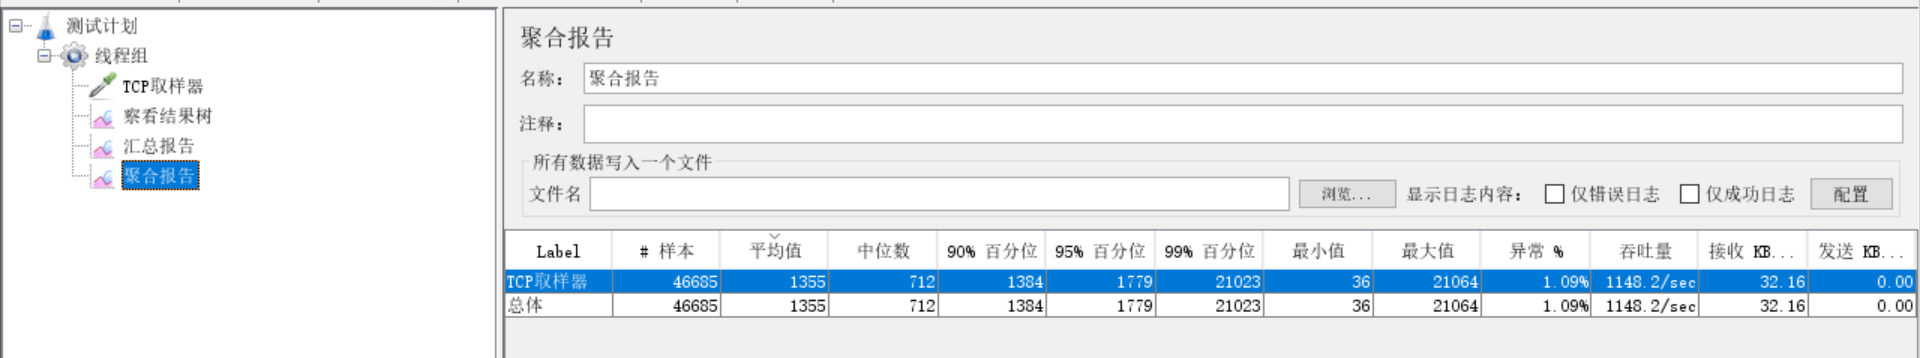 测试计划
线程组
TCP取样器
察看结果树
汇总报告
聚合报告
聚合报告
名称： 聚合报告
注释：
所有数据写入一个文件
文件名 浏览... 显示日志内容： 仅错误日志 仅成功日志 配置
Label # 样本 平均值 中位数 90% 百分位 95% 百分位 99% 百分位 最小值 最大值 异常 % 吞吐量 接收 KB... 发送 KB...
TCP取样器 46685 1355 712 1384 1779 21023 36 21064 1.09% 1148.2/sec 32.16 0.00
总体 46685 1355 712 1384 1779 21023 36 21064 1.09% 1148.2/sec 32.16 0.00